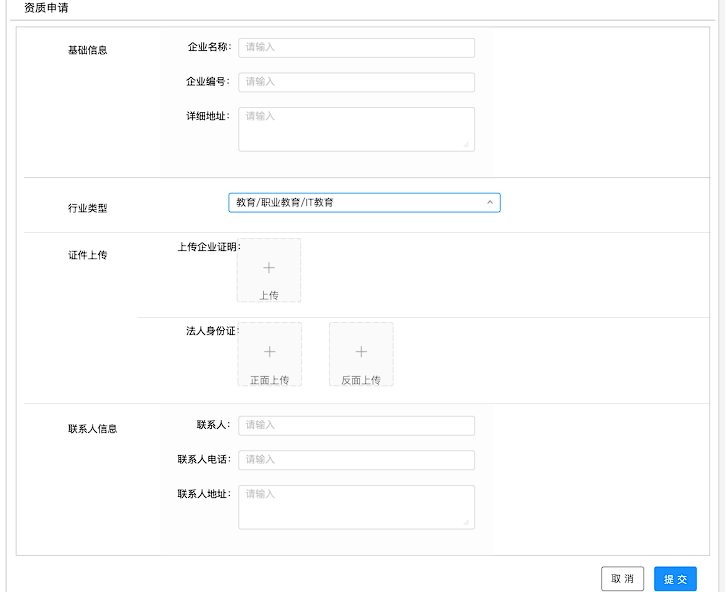 资质申请
基础信息
企业名称：
请输入
企业编号：
请输入
详细地址：
请输入
行业类型
教育/职业教育/IT教育
证件上传
上传企业证明：
上传
法人身份证：
正面上传
反面上传
联系人信息
联系人：
请输入
联系人电话：
请输入
联系人地址：
请输入
取 消
提 交